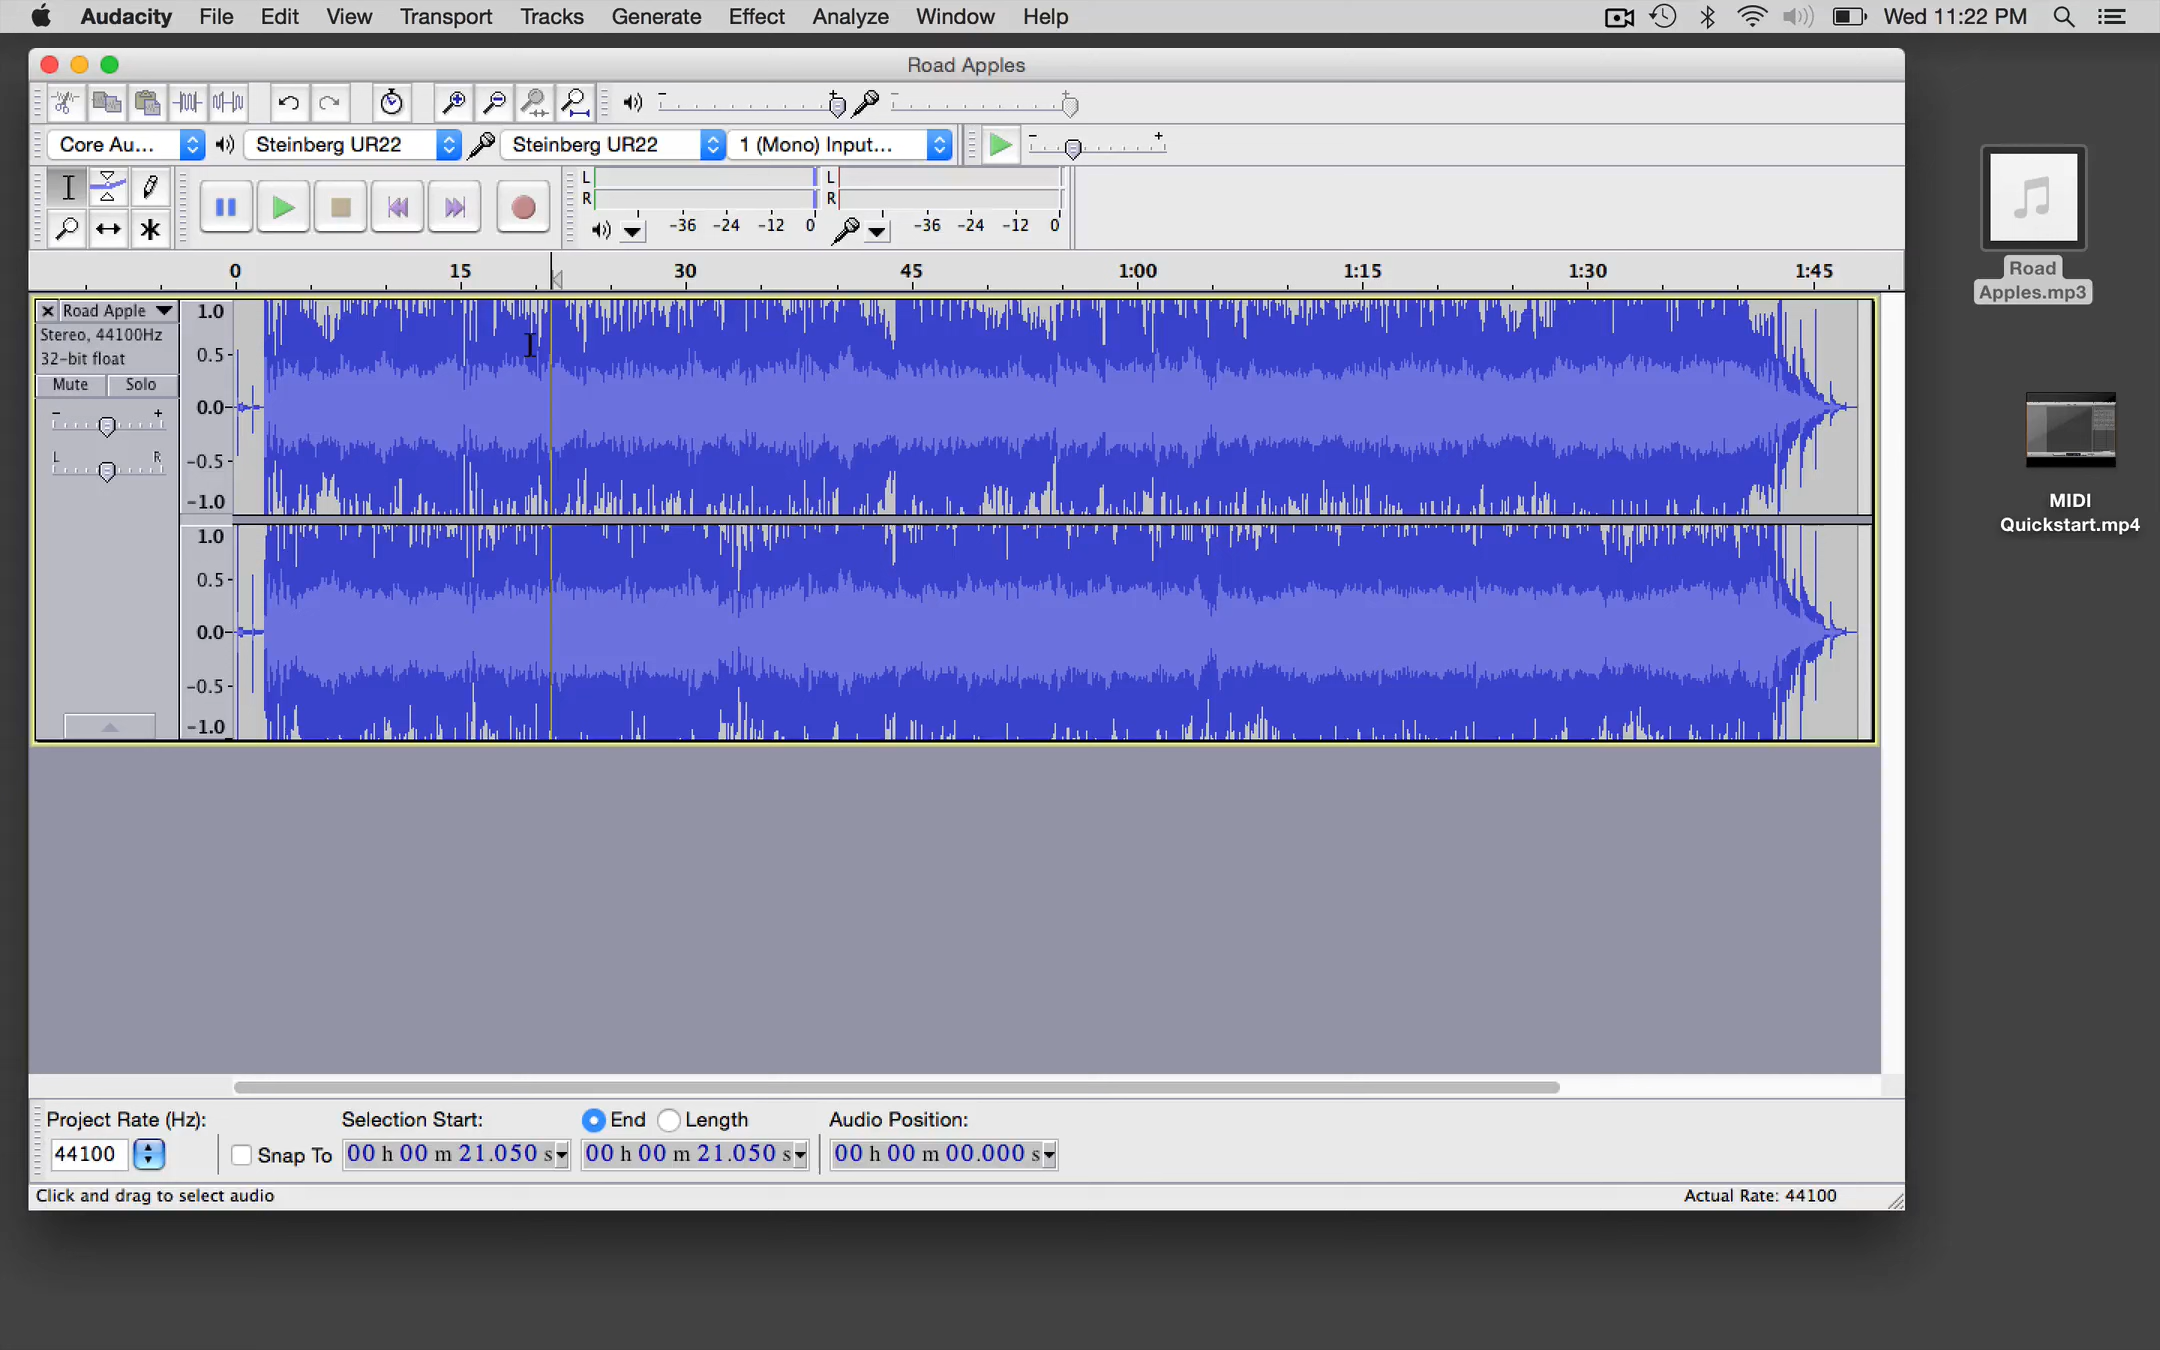 Audacity File Edit View Transport Tracks Generate Effect Analyze Window Help Wed 11:22 PM
Road Apples
Core Au... Steinberg UR22 Steinberg UR22 1 (Mono) Input...
L L
R R
-36 -24 -12 0 -36 -24 -12 0
0 15 30 45 1:00 1:15 1:30 1:45
Road Apple
Stereo, 44100Hz
32-bit float
Mute Solo
- +
L R
1.0
0.5-
0.0-
-0.5-
-1.0
1.0
0.5-
0.0-
-0.5-
-1.0
Road
Apples.mp3
MIDI
Quickstart.mp4
Project Rate (Hz): Selection Start: End Length Audio Position:
44100 Snap To 00 h 00 m 21.050 s 00 h 00 m 21.050 s 00 h 00 m 00.000 s
Click and drag to select audio Actual Rate: 44100